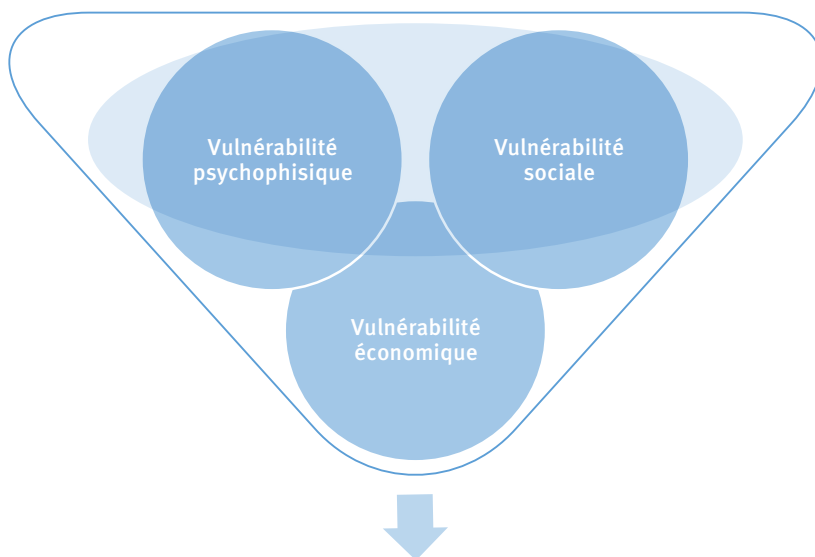 Vulnérabilité
psychophisique
Vulnérabilité
sociale
Vulnérabilité
économique